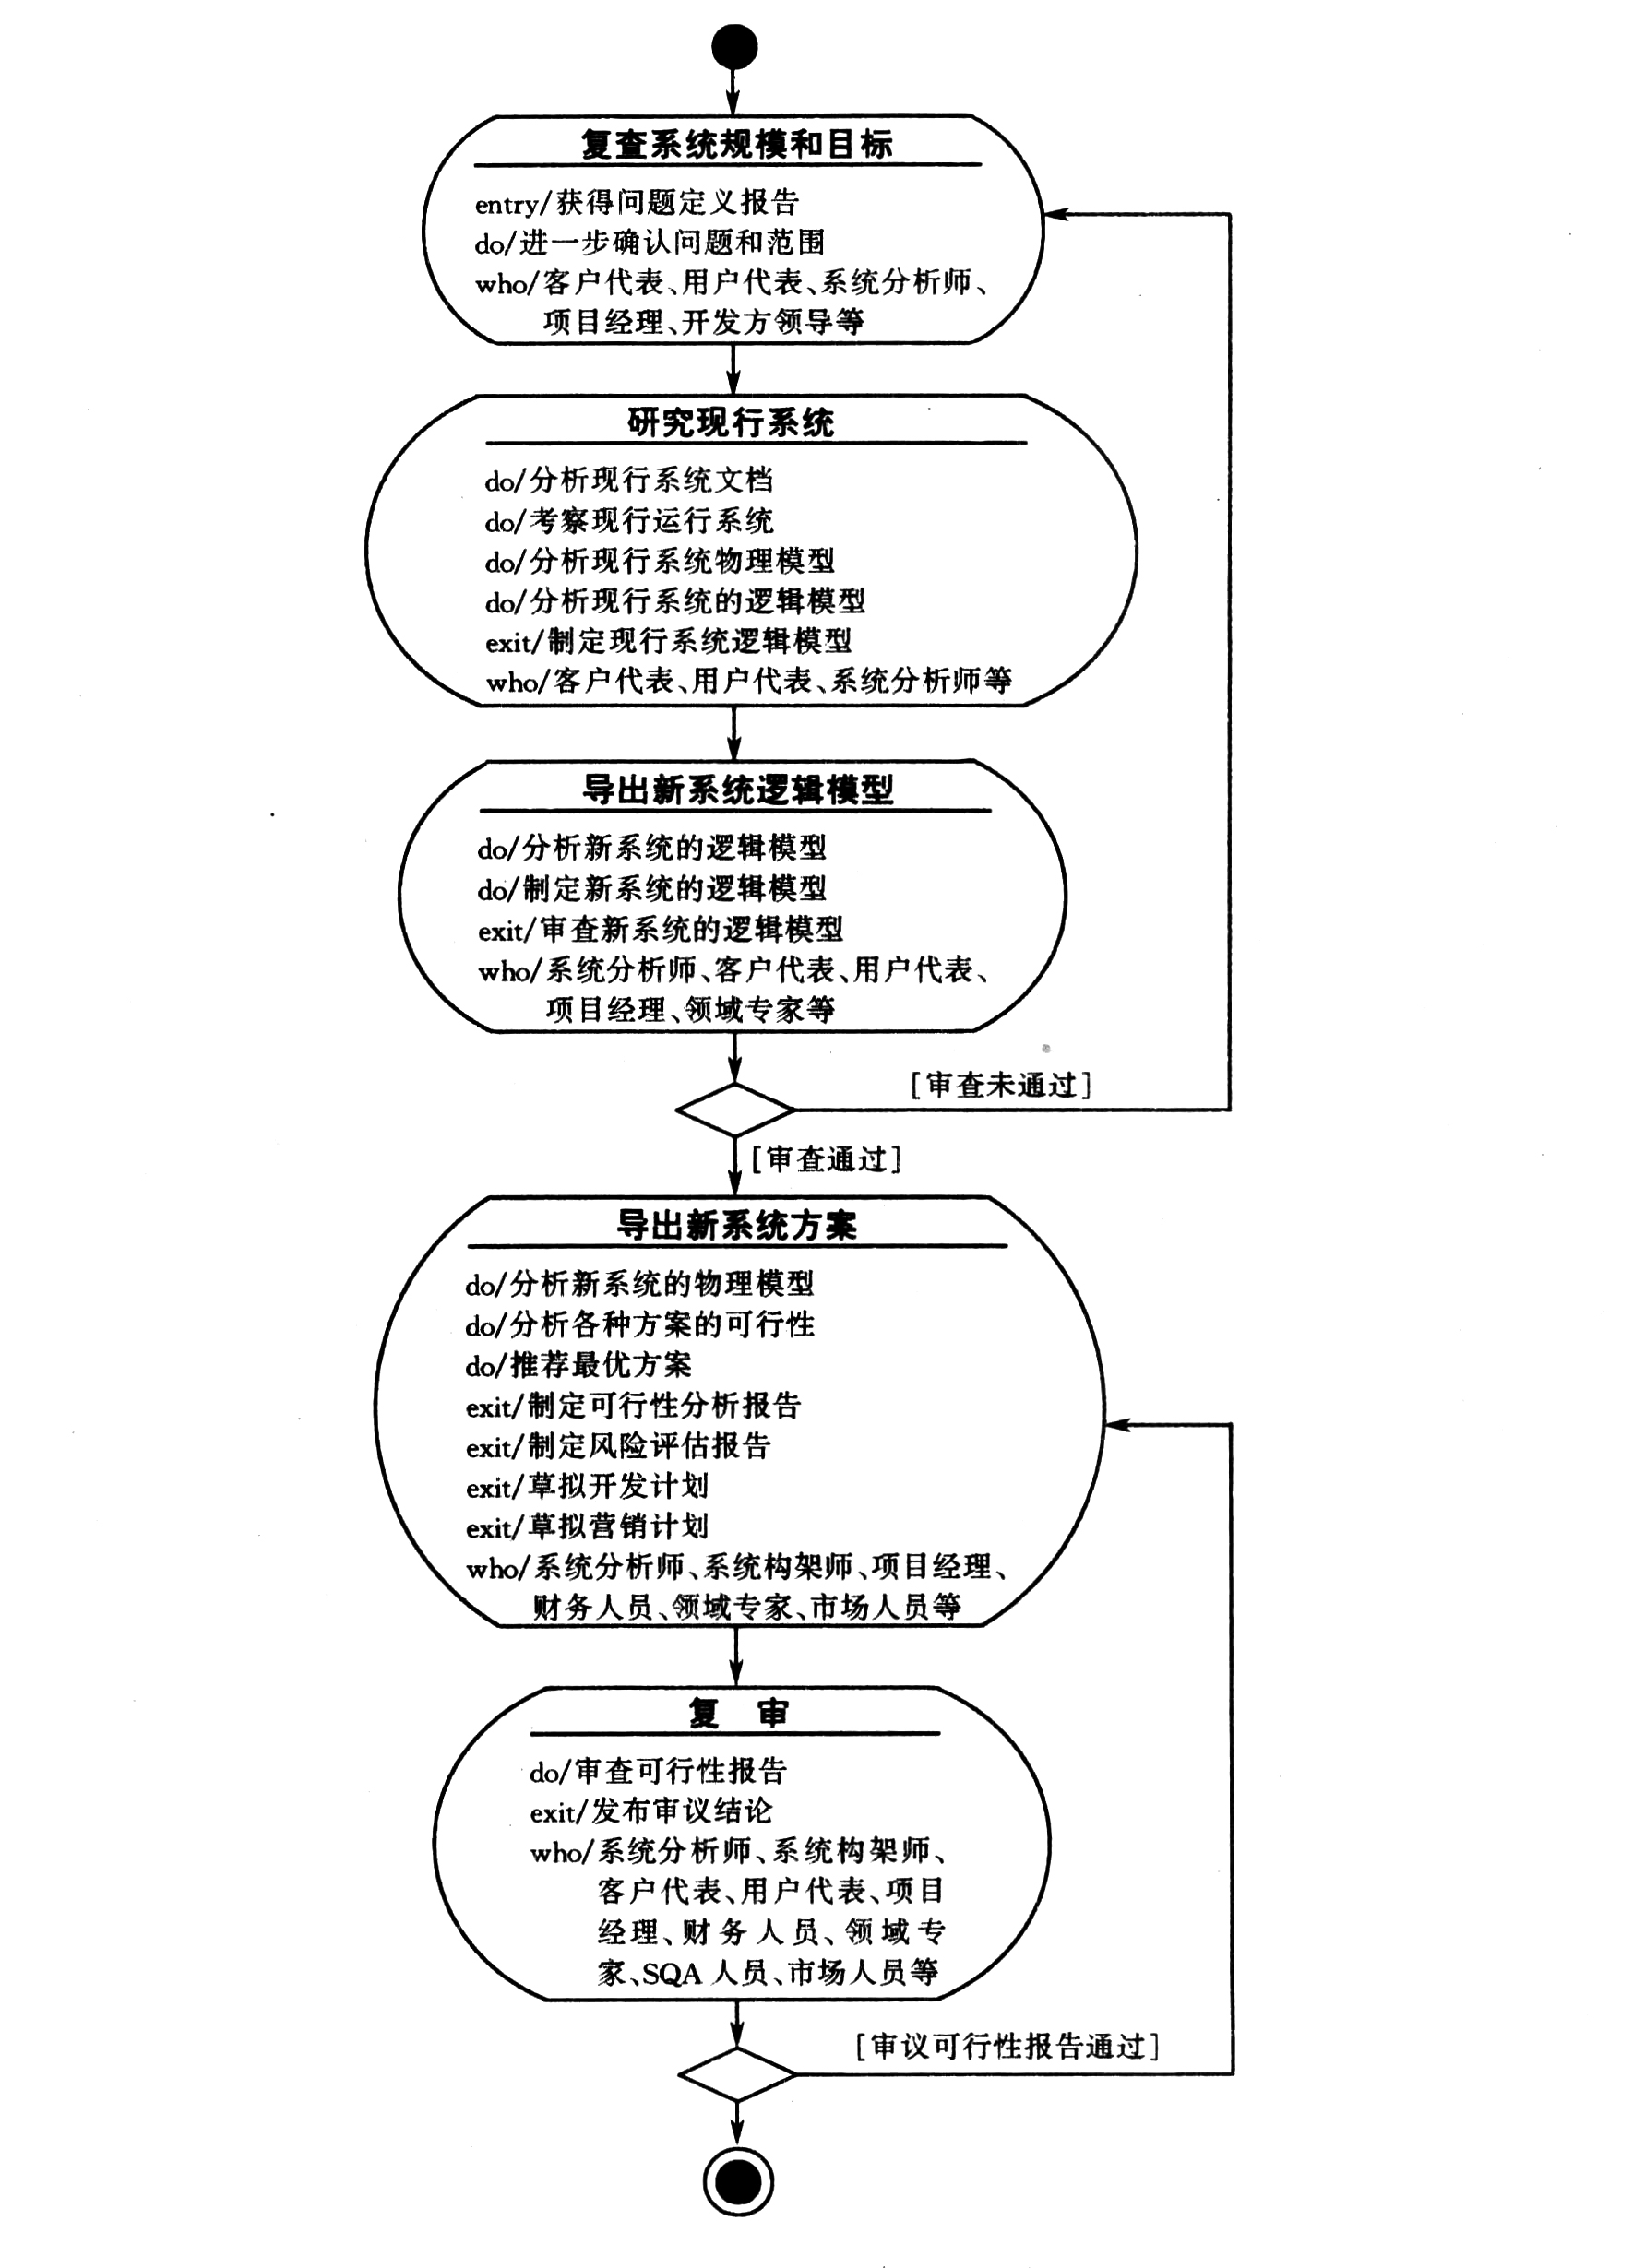 复查系统规模和目标
entry/获得问题定义报告
do/进一步确认问题和范围
who/客户代表、用户代表、系统分析师、
项目经理、开发方领导等
研究现行系统
do/分析现行系统文档
do/考察现行运行系统
do/分析现行系统物理模型
do/分析现行系统的逻辑模型
exit/制定现行系统逻辑模型
who/客户代表、用户代表、系统分析师等
导出新系统逻辑模型
do/分析新系统的逻辑模型
do/制定新系统的逻辑模型
exit/审查新系统的逻辑模型
who/系统分析师、客户代表、用户代表、
项目经理、领域专家等
[审查未通过]
[审查通过]
导出新系统方案
do/分析新系统的物理模型
do/分析各种方案的可行性
do/推荐最优方案
exit/制定可行性分析报告
exit/制定风险评估报告
exit/草拟开发计划
exit/草拟营销计划
who/系统分析师、系统构架师、项目经理、
财务人员、领域专家、市场人员等
复 审
do/审查可行性报告
exit/发布审议结论
who/系统分析师、系统构架师、
客户代表、用户代表、项目
经理、财务人员、领域专
家、SQA人员、市场人员等
[审议可行性报告通过]